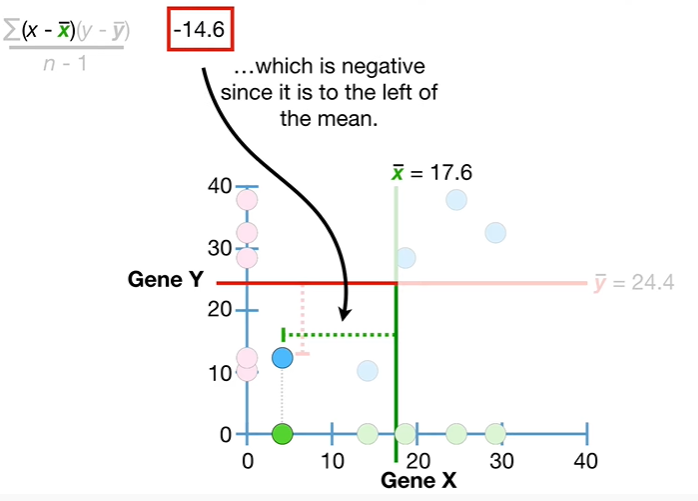 ∑(x - x̅)(y - y̅)
n - 1
-14.6
...which is negative
since it is to the left of
the mean.
x̅ = 17.6
40
30
Gene Y
y̅ = 24.4
20
10
0
0 10 20 30 40
Gene X